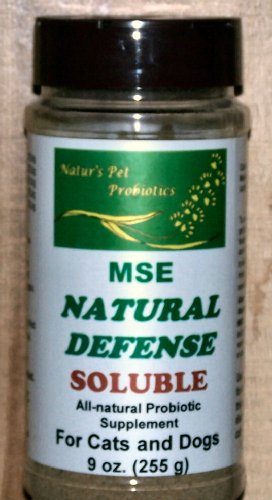 Natur's Pet
Probiotics
MSE
NATURAL
DEFENSE
SOLUBLE
All-natural Probiotic
Supplement
For Cats and Dogs
9 oz. (255 g)